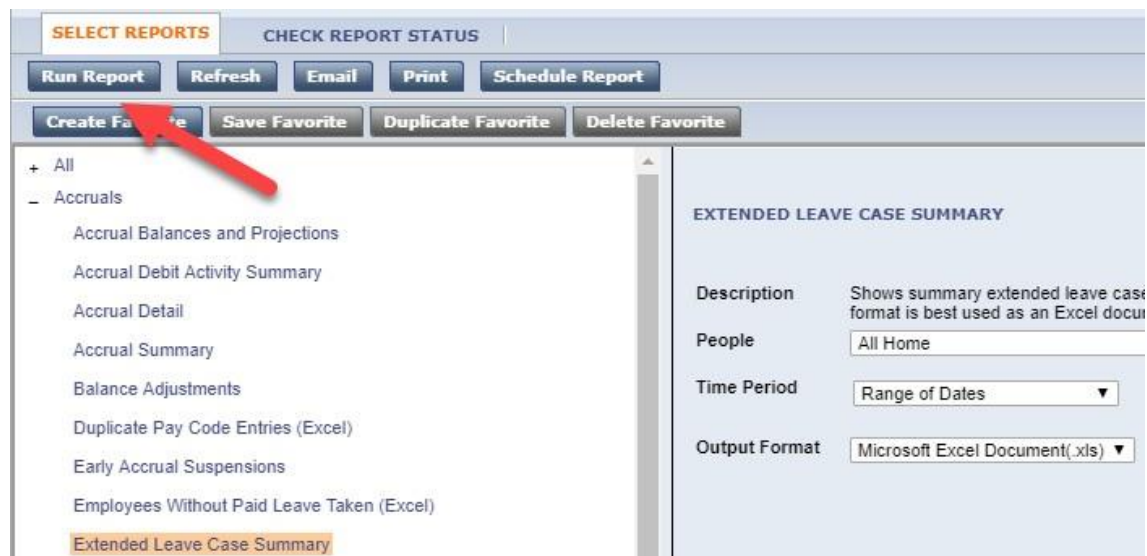 SELECT REPORTS CHECK REPORT STATUS
Run Report Refresh Email Print Schedule Report
Create Save Favorite Duplicate Favorite Delete Favorite
+ All
- Accruals
Accrual Balances and Projections
Accrual Debit Activity Summary
Accrual Detail
Accrual Summary
Balance Adjustments
Duplicate Pay Code Entries (Excel)
Early Accrual Suspensions
Employees Without Paid Leave Taken (Excel)
Extended Leave Case Summary
EXTENDED LEAVE CASE SUMMARY
Description Shows summary extended leave case
format is best used as an Excel docu
People All Home
Time Period Range of Dates
Output Format Microsoft Excel Document(.xls)